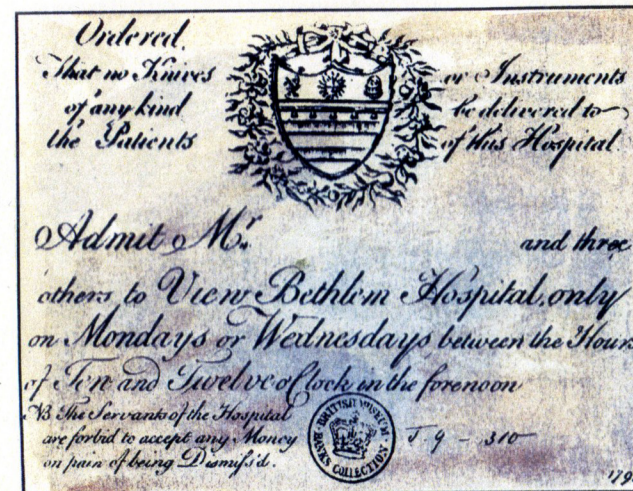 Ordered,
That no Knives or Instruments
of any kind be delivered to
the Patients of this Hospital
Admit Mr. and three
others, to View Bethlem Hospital, only
on Mondays or Wednesdays between the Hours
of Ten and Twelve o'Clock in the forenoon
NB The Servants of the Hospital
are forbid to accept any Money
on pain of being Dismiss'd.
BRITISH MUSEUM
BANKS COLLECTION
J. 9 - 310
179